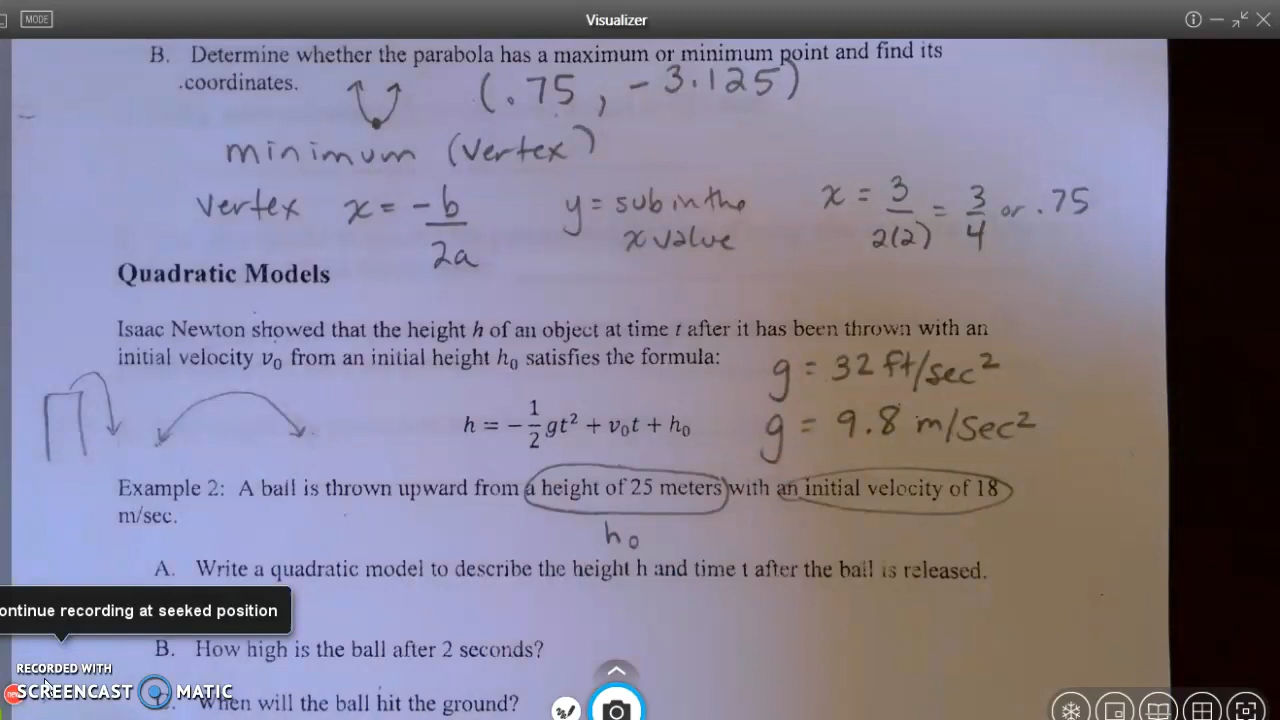 MODE
Visualizer
B. Determine whether the parabola has a maximum or minimum point and find its
.coordinates.
(.75, -3.125)
minimum (vertex)
vertex x = -b/2a y = sub in the x value x = 3/2(2) = 3/4 or .75
Quadratic Models
Isaac Newton showed that the height h of an object at time t after it has been thrown with an
initial velocity v₀ from an initial height h₀ satisfies the formula:
g = 32 ft/sec²
h = -1/2 gt² + v₀t + h₀
g = 9.8 m/sec²
Example 2: A ball is thrown upward from a height of 25 meters with an initial velocity of 18
m/sec.
h₀
A. Write a quadratic model to describe the height h and time t after the ball is released.
ontinue recording at seeked position
B. How high is the ball after 2 seconds?
RECORDED WITH
SCREENCAST MATIC
When will the ball hit the ground?